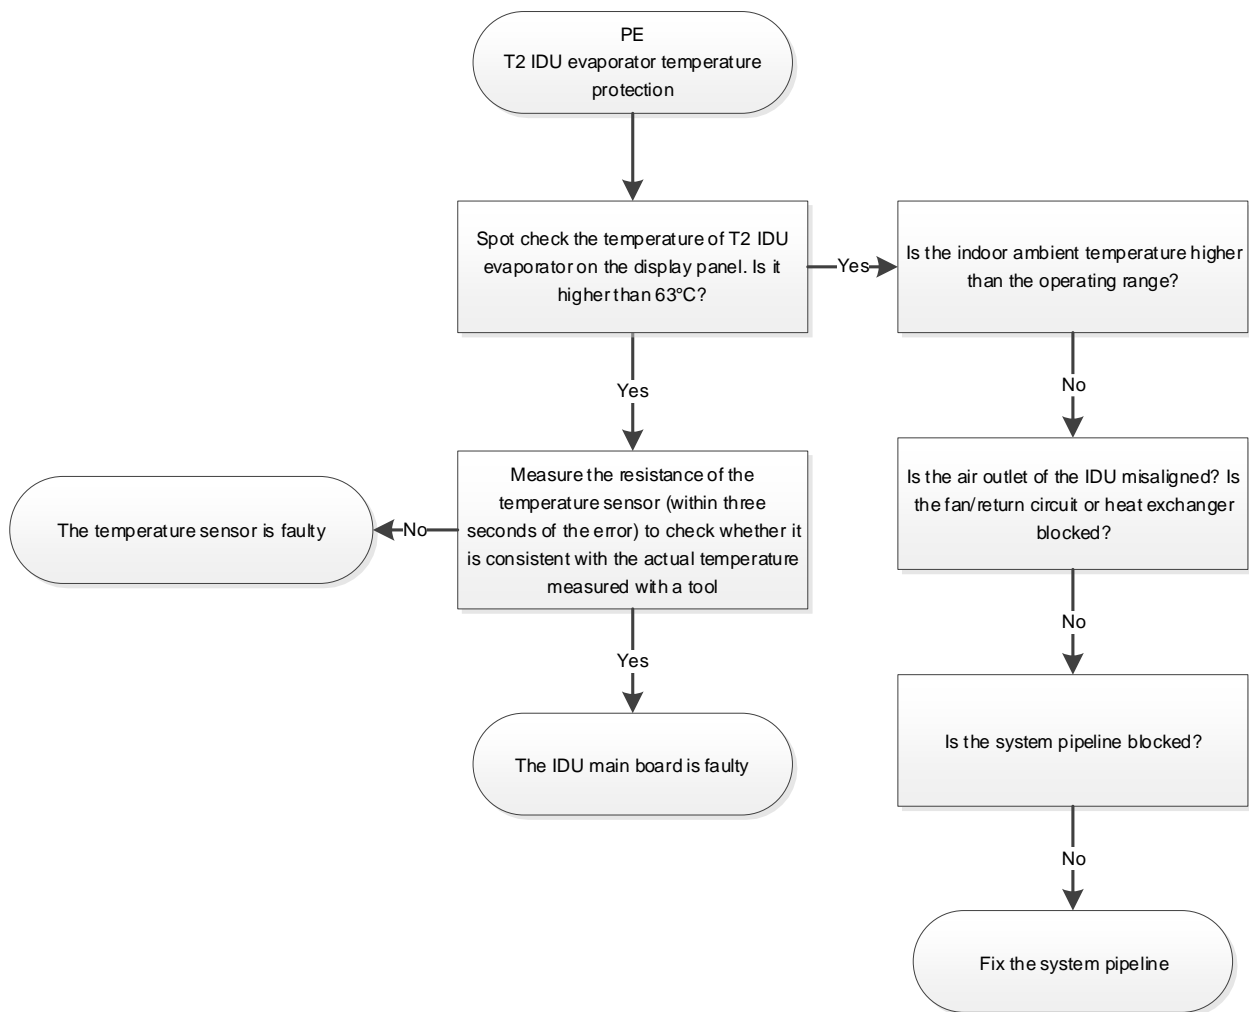 PE
T2 IDU evaporator temperature
protection
Spot check the temperature of T2 IDU
evaporator on the display panel. Is it
higher than 63°C?
Yes
Is the indoor ambient temperature higher
than the operating range?
Yes
No
Measure the resistance of the
temperature sensor (within three
seconds of the error) to check whether it
is consistent with the actual temperature
measured with a tool
No
The temperature sensor is faulty
Is the air outlet of the IDU misaligned? Is
the fan/return circuit or heat exchanger
blocked?
Yes
No
The IDU main board is faulty
Is the system pipeline blocked?
No
Fix the system pipeline